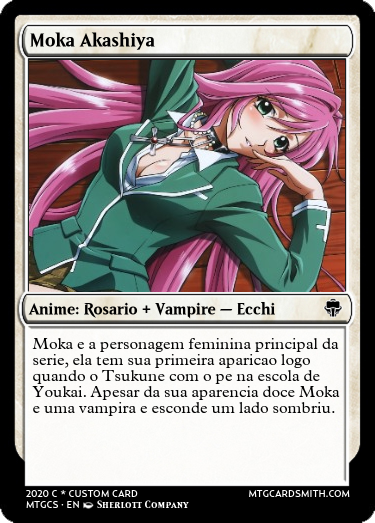 Moka Akashiya
Anime: Rosario + Vampire — Ecchi
Moka e a personagem feminina principal da
serie, ela tem sua primeira aparicao logo
quando o Tsukune com o pe na escola de
Youkai. Apesar da sua aparencia doce Moka
e uma vampira e esconde um lado sombriu.
2020 C * CUSTOM CARD
MTGCARDSMITH.COM
MTGCS · EN SHERLOTT COMPANY